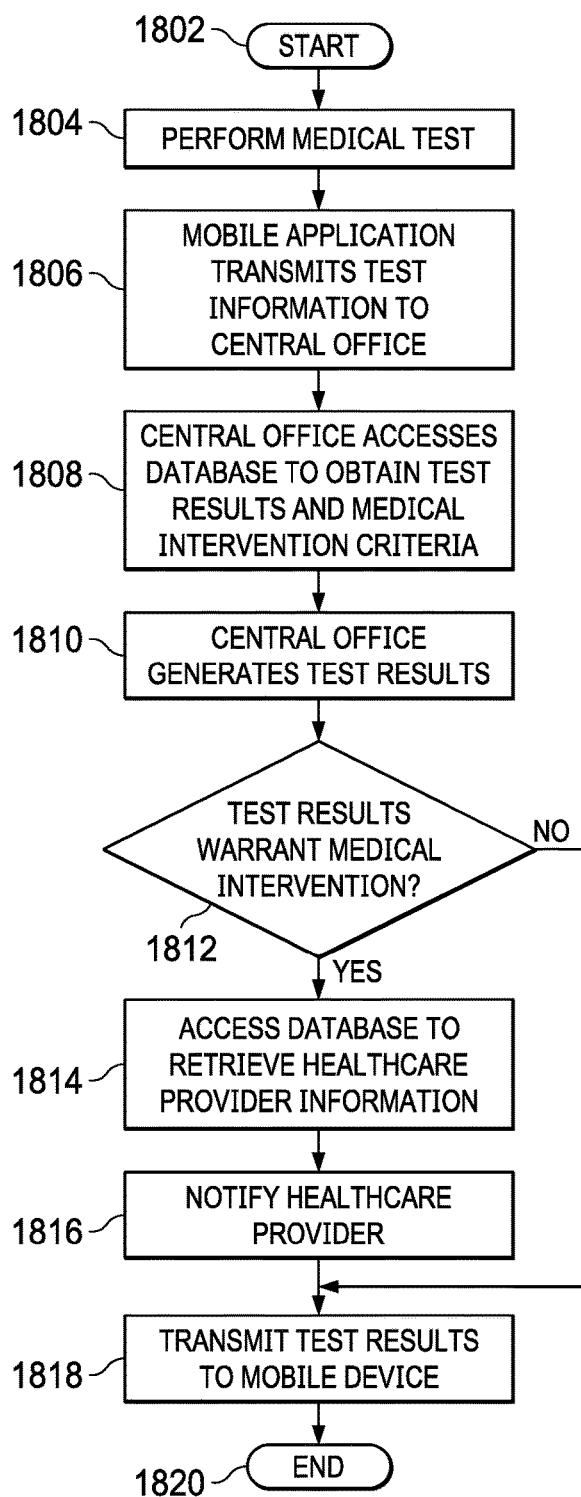 1802
START
1804
PERFORM MEDICAL TEST
1806
MOBILE APPLICATION
TRANSMITS TEST
INFORMATION TO
CENTRAL OFFICE
1808
CENTRAL OFFICE ACCESSES
DATABASE TO OBTAIN TEST
RESULTS AND MEDICAL
INTERVENTION CRITERIA
1810
CENTRAL OFFICE
GENERATES TEST RESULTS
TEST RESULTS
WARRANT MEDICAL
INTERVENTION?
NO
1812
YES
1814
ACCESS DATABASE TO
RETRIEVE HEALTHCARE
PROVIDER INFORMATION
1816
NOTIFY HEALTHCARE
PROVIDER
1818
TRANSMIT TEST RESULTS
TO MOBILE DEVICE
END
1820